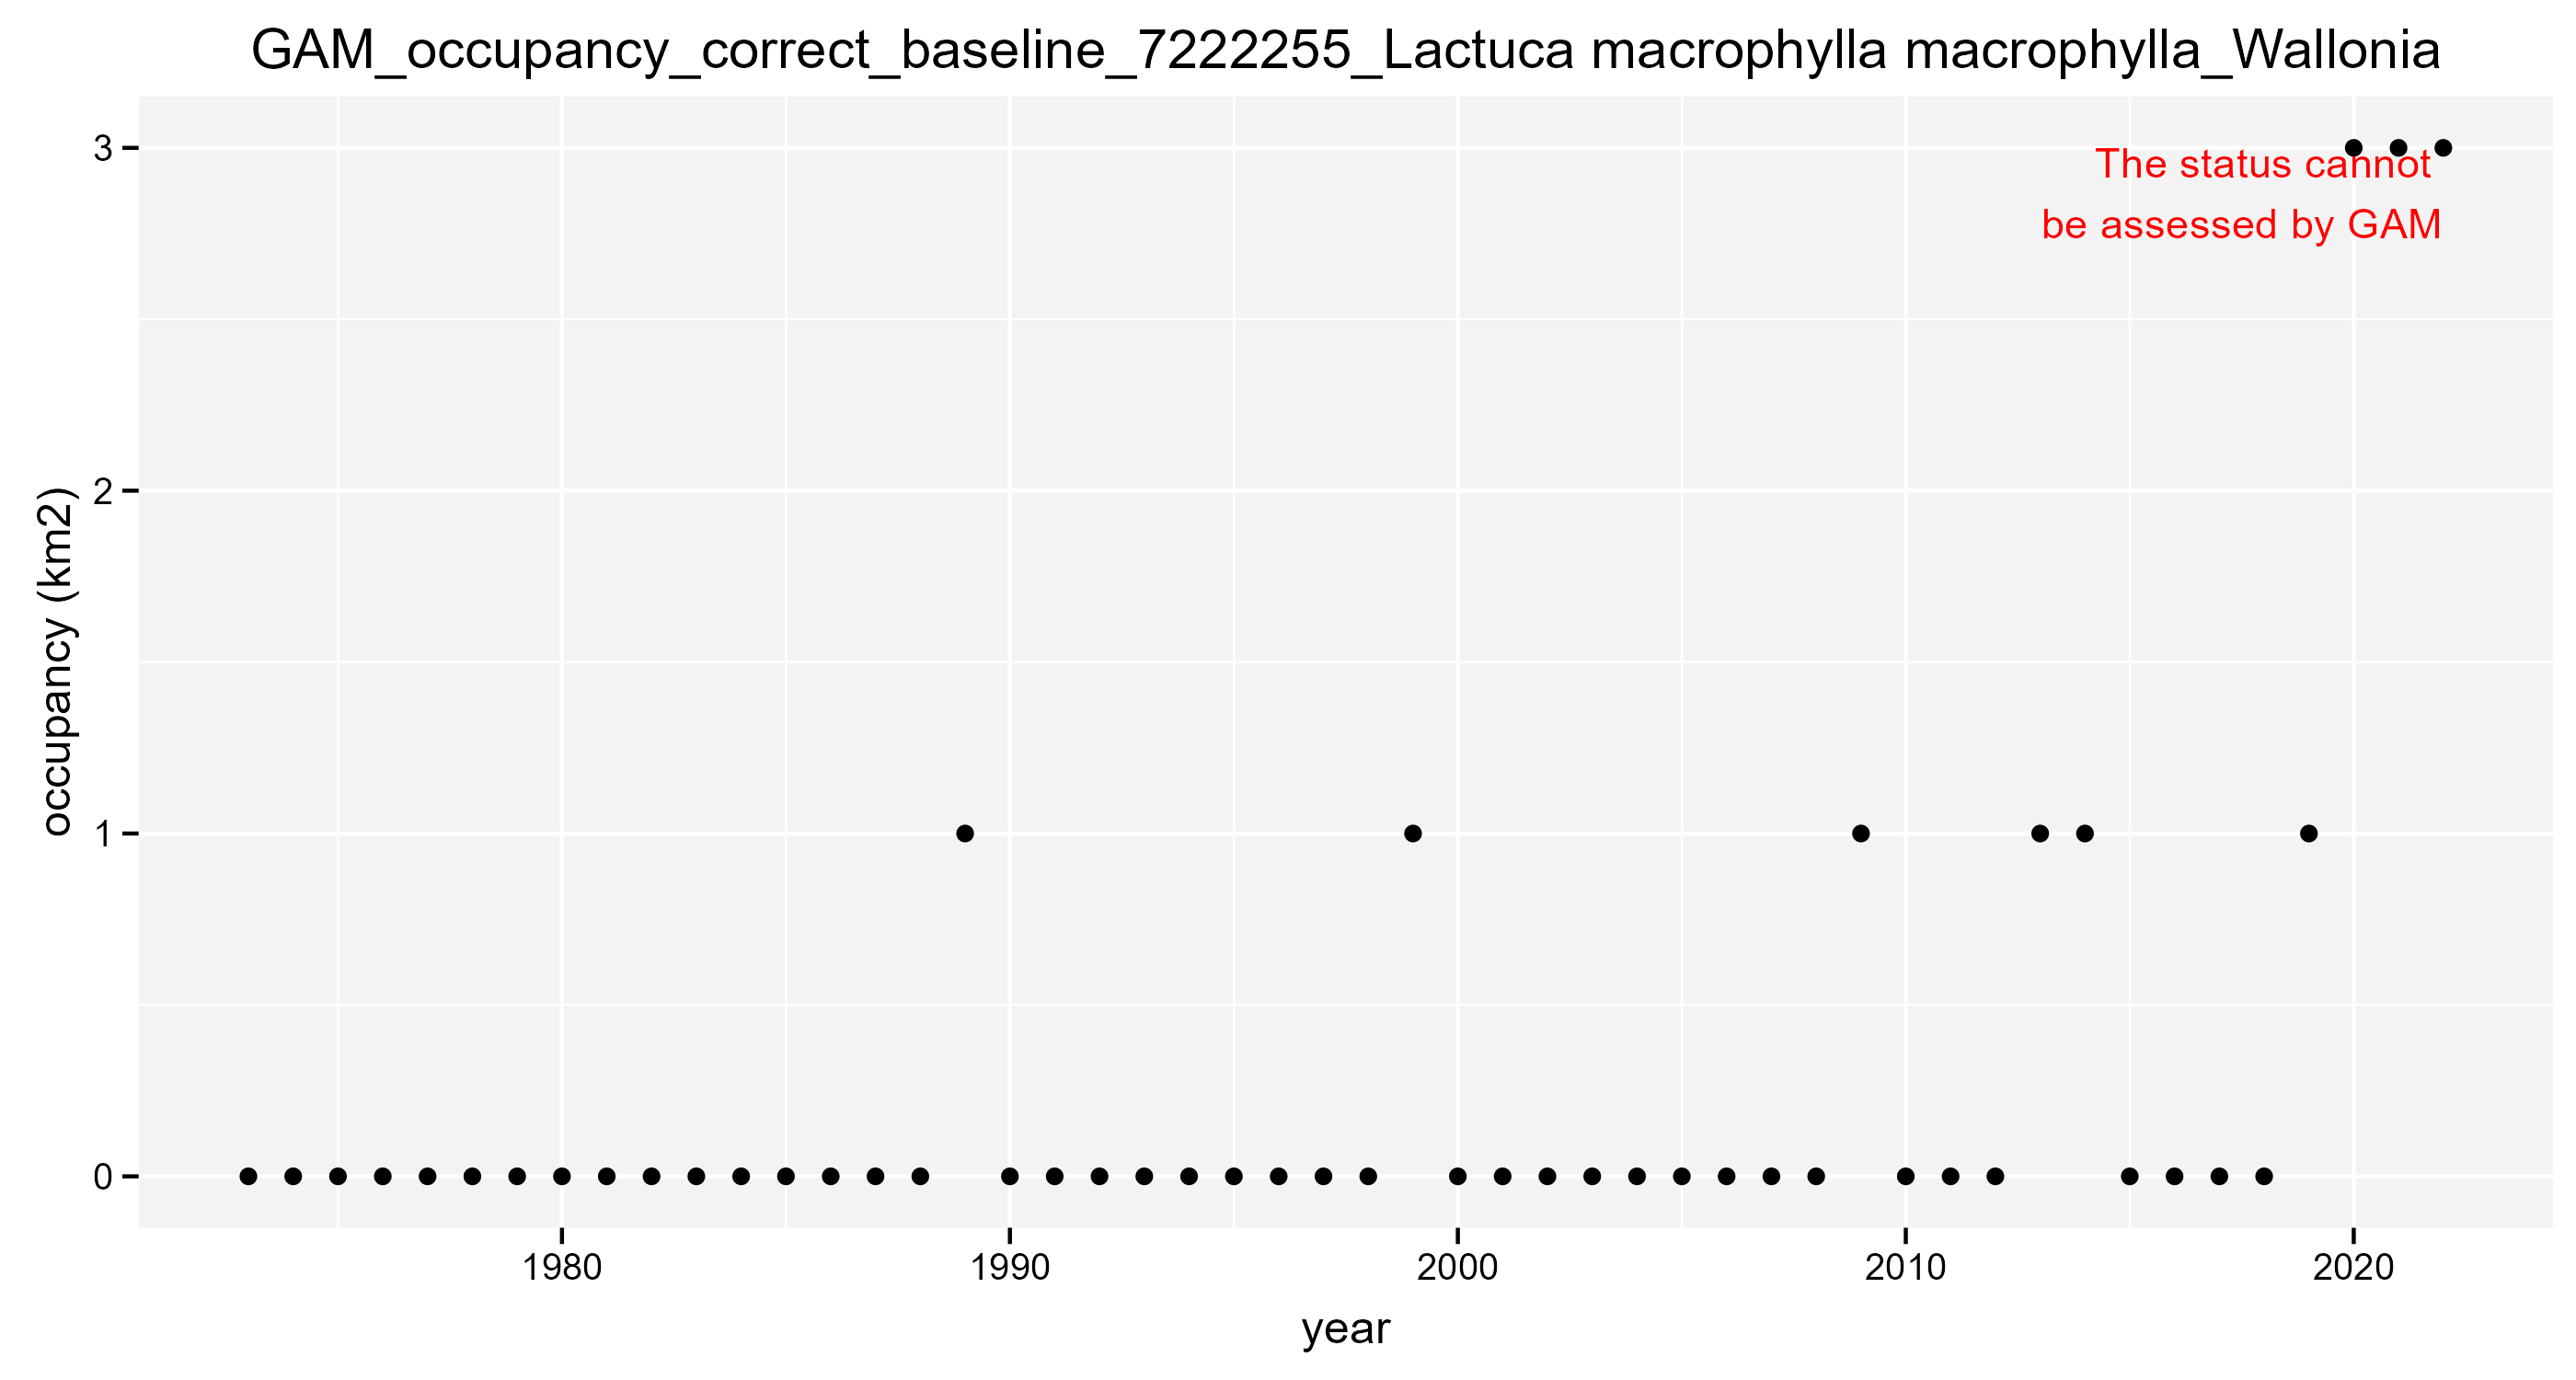 GAM_occupancy_correct_baseline_7222255_Lactuca macrophylla macrophylla_Wallonia
3
The status cannot
be assessed by GAM
2
occupancy (km2)
1
0
1980 1990 2000 2010 2020
year